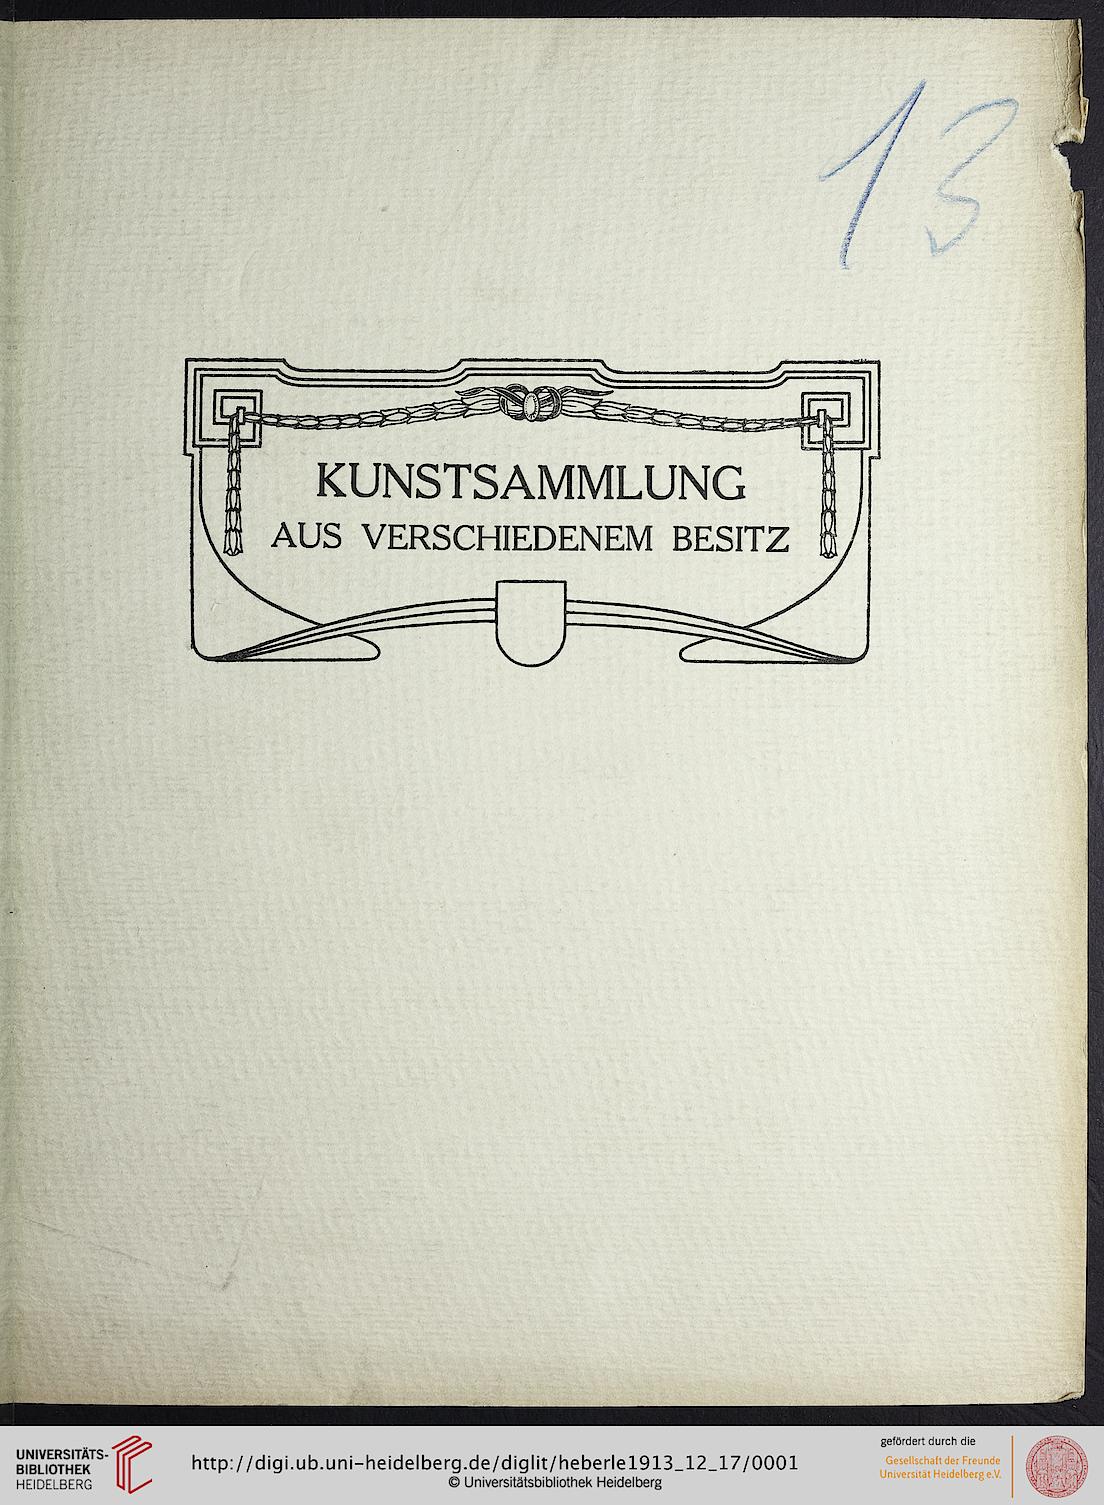 13
KUNSTSAMMLUNG
AUS VERSCHIEDENEM BESITZ
UNIVERSITÄTS-
BIBLIOTHEK
HEIDELBERG
http://digi.ub.uni-heidelberg.de/diglit/heberle1913_12_17/0001
© Universitätsbibliothek Heidelberg
gefördert durch die
Gesellschaft der Freunde
Universität Heidelberg e.V.